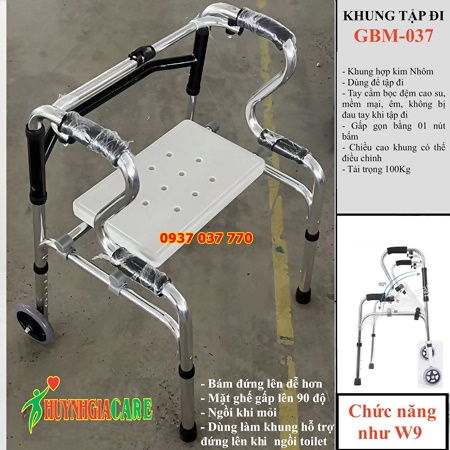 KHUNG TẬP ĐI
GBM-037
- Khung hợp kim Nhôm
- Dùng để tập đi
- Tay cầm bọc đệm cao su,
mềm mại, êm, không bị
đau tay khi tập đi
- Gấp gọn bằng 01 nút
bấm
- Chiều cao khung có thể
điều chỉnh
- Tải trọng 100Kg
0937 037 770
90°
HUYNHGIACARE
- Bám đứng lên dễ hơn
- Mặt ghế gấp lên 90 độ
- Ngồi khi mỏi
- Dùng làm khung hỗ trợ
đứng lên khi ngồi toilet
Chức năng
như W9